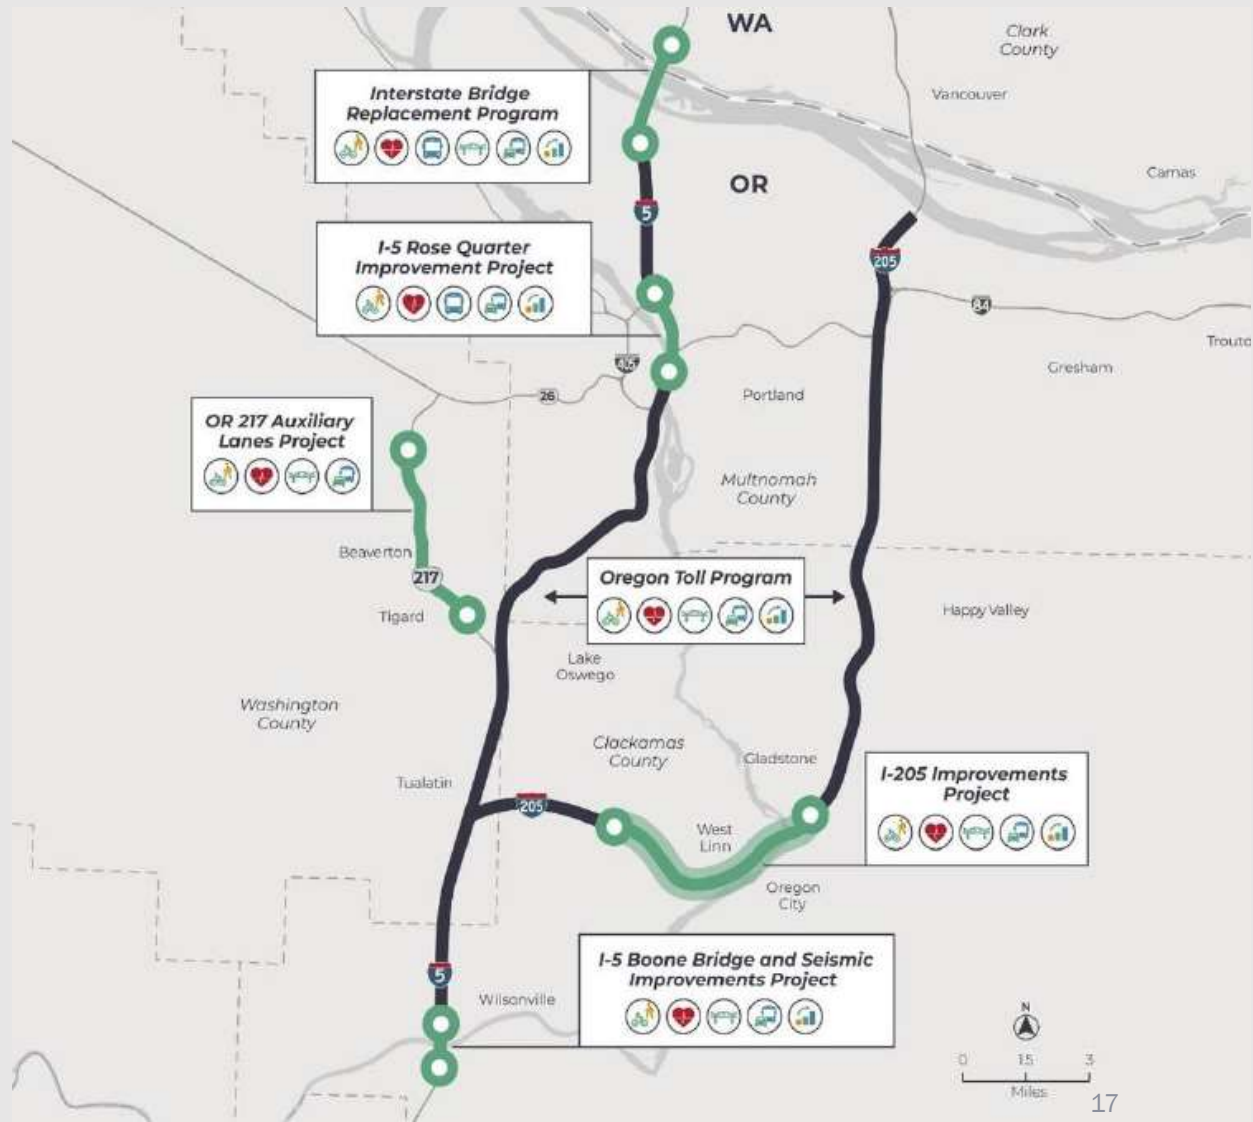 WA
Clark
County
Interstate Bridge
Replacement Program
Vancouver
Camas
OR
5
I-5 Rose Quarter
Improvement Project
205
84
Troutd
405
Gresham
26
Portland
OR 217 Auxiliary
Lanes Project
Multnomah
County
Beaverton
217
Oregon Toll Program
Tigard
Happy Valley
Lake
Oswego
Washington
County
Clackamas
County
Gladstone
I-205 Improvements
Project
Tualatin
205
West
Linn
Oregon
City
I-5 Boone Bridge and Seismic
Improvements Project
5
Wilsonville
N
0 1.5 3
Miles
17